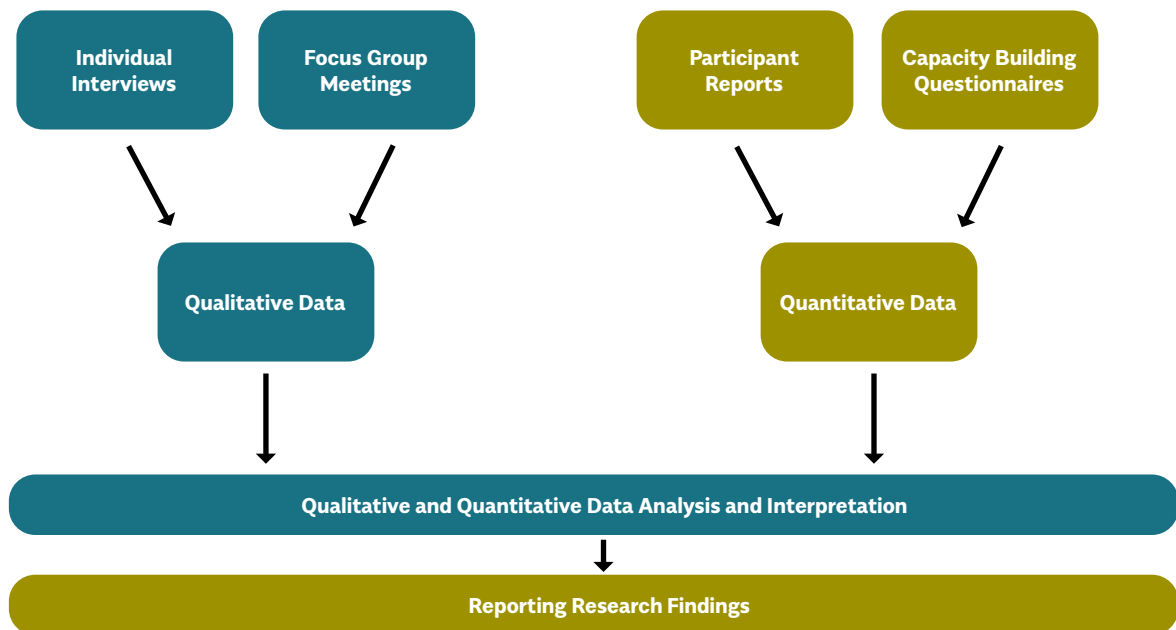 Individual
Interviews
Focus Group
Meetings
Participant
Reports
Capacity Building
Questionnaires
Qualitative Data
Quantitative Data
Qualitative and Quantitative Data Analysis and Interpretation
Reporting Research Findings